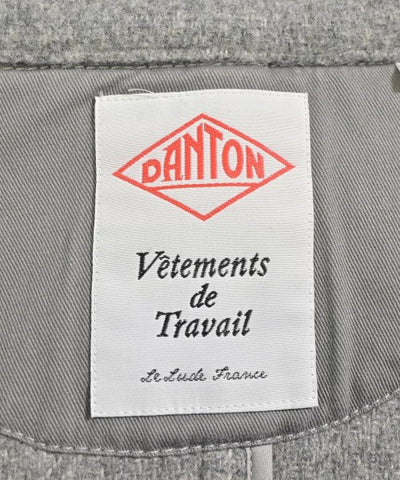 DANTON
Vêtements
de
Travail
Le Lude France